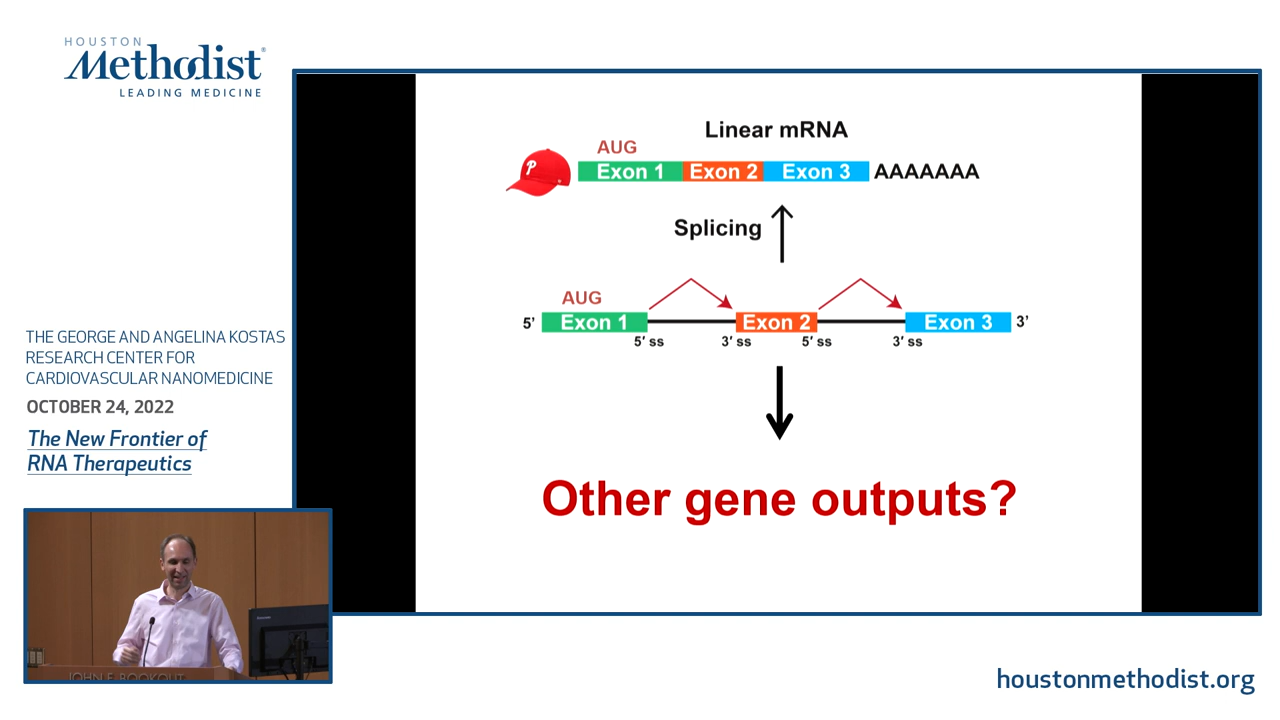 HOUSTON
Methodist®
LEADING MEDICINE
THE GEORGE AND ANGELINA KOSTAS
RESEARCH CENTER FOR
CARDIOVASCULAR NANOMEDICINE
OCTOBER 24, 2022
The New Frontier of
RNA Therapeutics
Linear mRNA
AUG
P
Exon 1 Exon 2 Exon 3 AAAAAAA
Splicing
AUG
5’ Exon 1 Exon 2 Exon 3 3’
5’ ss 3’ ss 5’ ss 3’ ss
Other gene outputs?
JOHN F. BOOKOUT
houstonmethodist.org